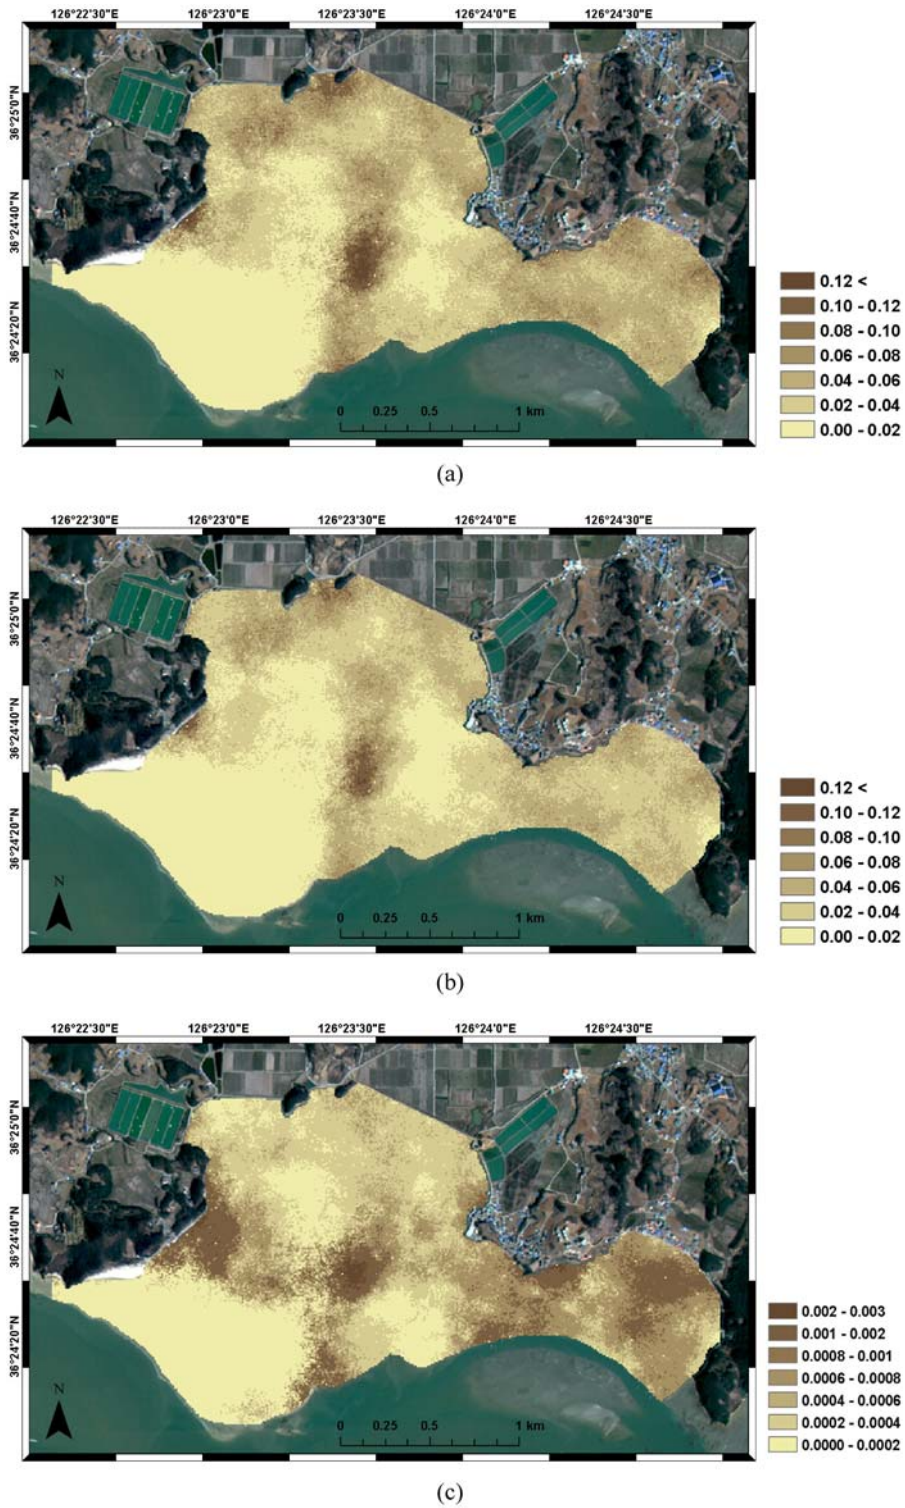 126°22'30"E 126°23'0"E 126°23'30"E 126°24'0"E 126°24'30"E
36°25'0"N
36°24'40"N
36°24'20"N
N
0 0.25 0.5 1 km
0.12 <
0.10 - 0.12
0.08 - 0.10
0.06 - 0.08
0.04 - 0.06
0.02 - 0.04
0.00 - 0.02
(a)
126°22'30"E 126°23'0"E 126°23'30"E 126°24'0"E 126°24'30"E
36°25'0"N
36°24'40"N
36°24'20"N
N
0 0.25 0.5 1 km
0.12 <
0.10 - 0.12
0.08 - 0.10
0.06 - 0.08
0.04 - 0.06
0.02 - 0.04
0.00 - 0.02
(b)
126°22'30"E 126°23'0"E 126°23'30"E 126°24'0"E 126°24'30"E
36°25'0"N
36°24'40"N
36°24'20"N
N
0 0.25 0.5 1 km
0.002 - 0.003
0.001 - 0.002
0.0008 - 0.001
0.0006 - 0.0008
0.0004 - 0.0006
0.0002 - 0.0004
0.0000 - 0.0002
(c)